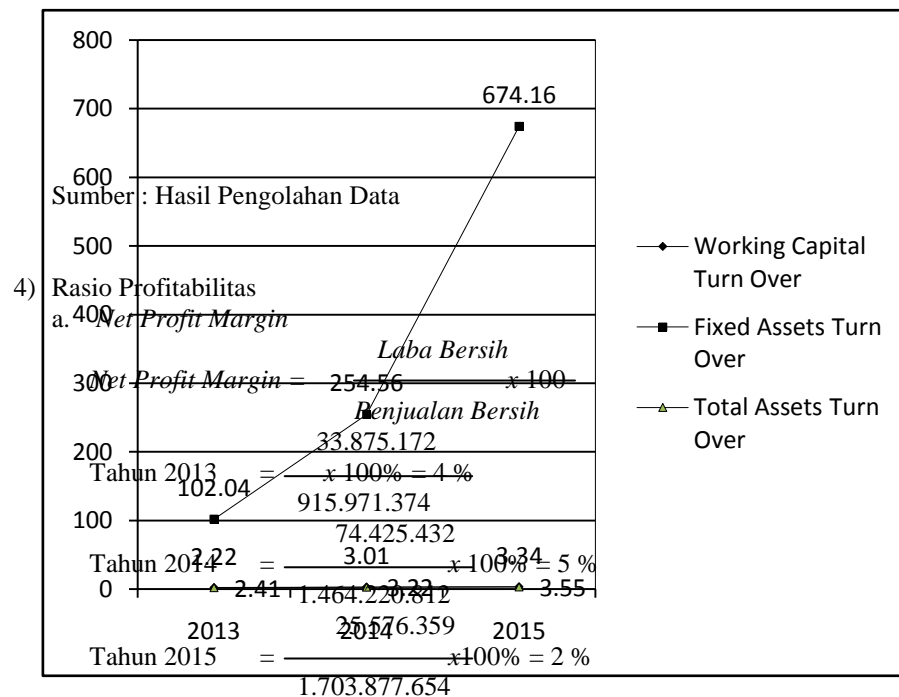 800
700
674.16
600
Sumber : Hasil Pengolahan Data
500
Working Capital
Turn Over
4) Rasio Profitabilitas
400
a. Net Profit Margin
Fixed Assets Turn
Over
Laba Bersih
300
Net Profit Margin = x 100
254.56
Penjualan Bersih
Total Assets Turn
Over
200
33.875.172
Tahun 2013 = x 100% = 4 %
102.04
915.971.374
100
74.425.432
2.22 3.01 3.34
Tahun 2014 = x 100% = 5 %
0
2.41 3.22 3.55
1.464.220.812
25.576.359
2013 2014 2015
Tahun 2015 = x100% = 2 %
1.703.877.654